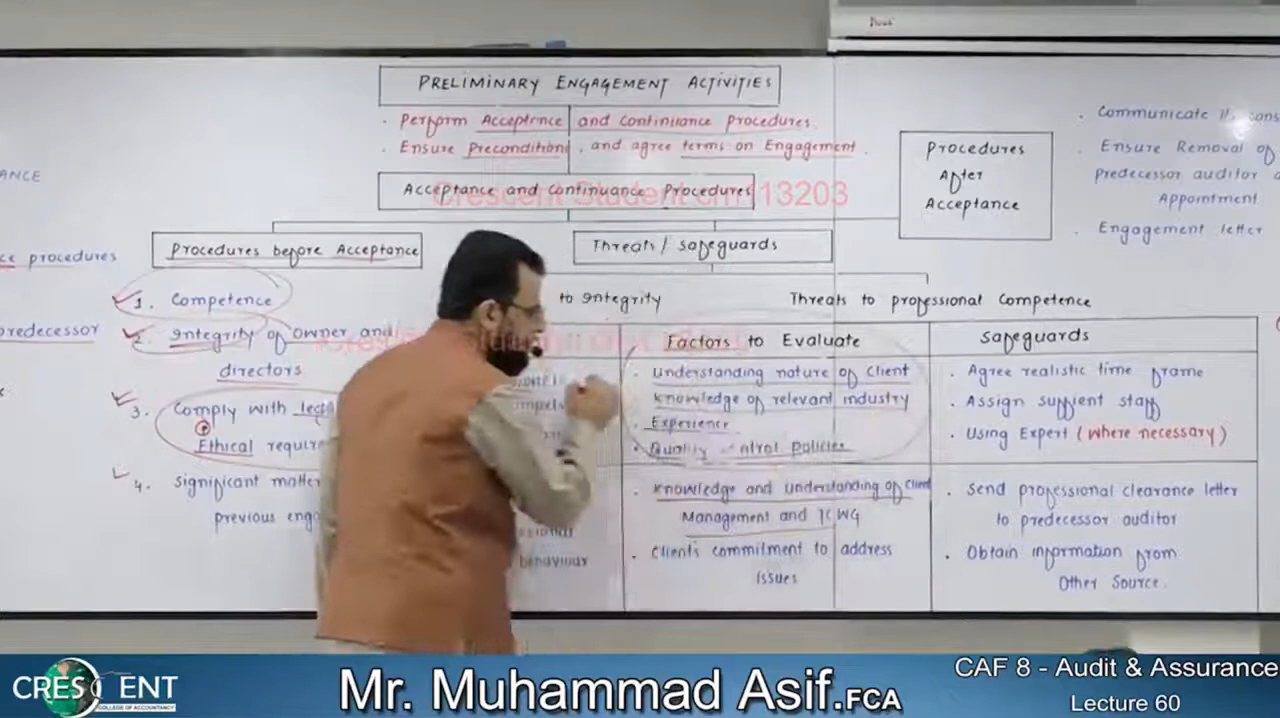 PRELIMINARY ENGAGEMENT ACTIVITIES
. Perform Acceptance and continuance procedures.
. Ensure Preconditions, and agree terms on Engagement.
Acceptance and continuance Procedures
Crescent Student
13203
Procedures
After
Acceptance
. Communicate
. Ensure Removal of
predecessor auditor
Appointment
. Engagement letter
ANCE
procedures
predecessor
Procedures before Acceptance
1. Competence
2. Integrity of owner and
directors
3. Comply with
Ethical
4. significant
previous
Threats/safeguards
to Integrity
Threats to professional Competence
Factors to Evaluate
. Understanding nature of Client
. knowledge of relevant industry
. Experience
. Quality policies
. knowledge and understanding of Client
Management and TCWG
. Clients commitment to address
issues
behaviour
Safeguards
. Agree realistic time frame
. Assign suffient staff
. Using Expert (where necessary)
. Send professional clearance letter
to predecessor auditor
. Obtain information from
Other Source.
CRESCENT
COLLEGE OF ACCOUNTANCY
Mr. Muhammad Asif.FCA
CAF 8 - Audit & Assurance
Lecture 60